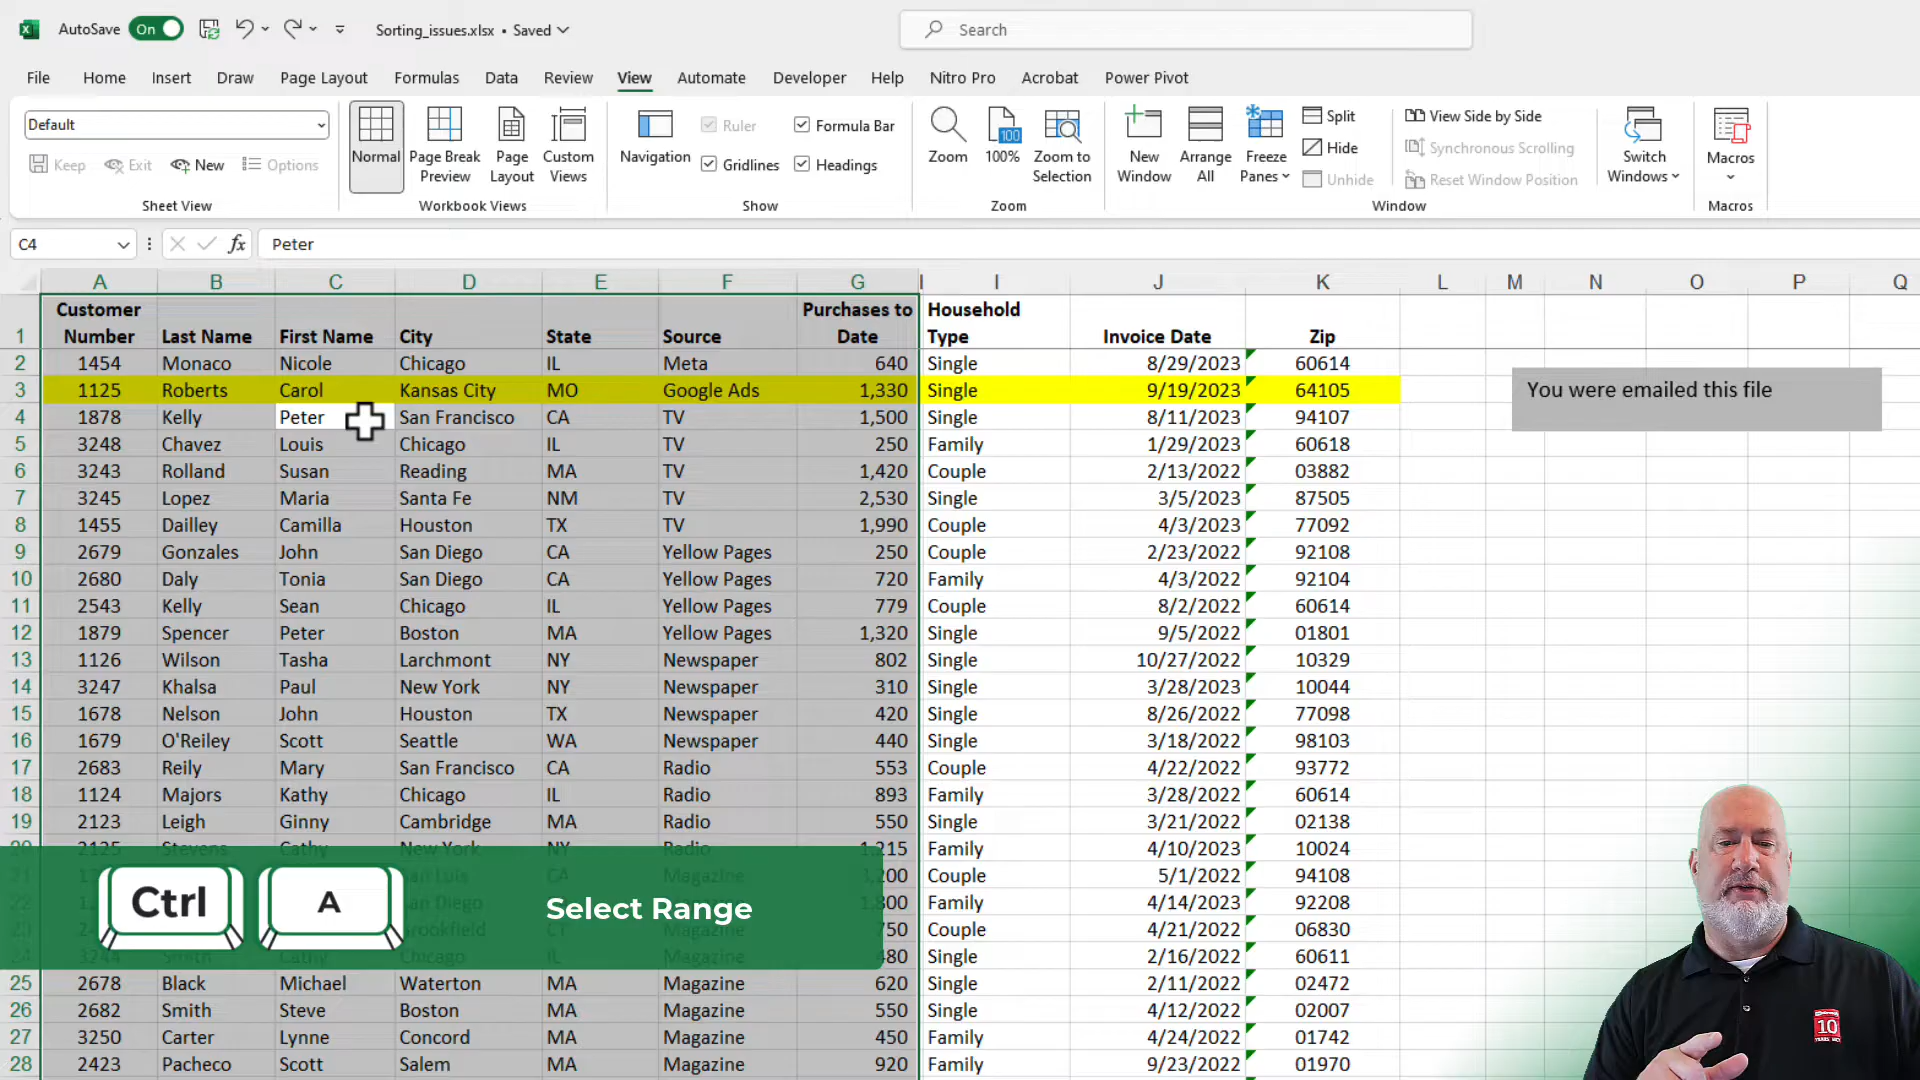 AutoSave On Sorting_issues.xlsx • Saved Search
File Home Insert Draw Page Layout Formulas Data Review View Automate Developer Help Nitro Pro Acrobat Power Pivot
Default
Keep Exit New Options
Sheet View
Normal Page Break Preview Page Layout Custom Views
Workbook Views
Navigation Ruler Formula Bar
Gridlines Headings
Show
Zoom 100% Zoom to Selection
Zoom
New Window Arrange All Freeze Panes Split Hide Unhide
View Side by Side
Synchronous Scrolling
Reset Window Position
Switch Windows
Window
Macros
Macros
C4 fx Peter
A B C D E F G I J K L M N O P Q
1 Customer Number Last Name First Name City State Source Purchases to Date Household Type Invoice Date Zip
2 1454 Monaco Nicole Chicago IL Meta 640 Single 8/29/2023 60614
3 1125 Roberts Carol Kansas City MO Google Ads 1,330 Single 9/19/2023 64105
4 1878 Kelly Peter San Francisco CA TV 1,500 Single 8/11/2023 94107
5 3248 Chavez Louis Chicago IL TV 250 Family 1/29/2023 60618
6 3243 Rolland Susan Reading MA TV 1,420 Couple 2/13/2022 03882
7 3245 Lopez Maria Santa Fe NM TV 2,530 Single 3/5/2023 87505
8 1455 Dailley Camilla Houston TX TV 1,990 Couple 4/3/2023 77092
9 2679 Gonzales John San Diego CA Yellow Pages 250 Couple 2/23/2022 92108
10 2680 Daly Tonia San Diego CA Yellow Pages 720 Family 4/3/2022 92104
11 2543 Kelly Sean Chicago IL Yellow Pages 779 Couple 8/2/2022 60614
12 1879 Spencer Peter Boston MA Yellow Pages 1,320 Single 9/5/2022 01801
13 1126 Wilson Tasha Larchmont NY Newspaper 802 Single 10/27/2022 10329
14 3247 Khalsa Paul New York NY Newspaper 310 Single 3/28/2023 10044
15 1678 Nelson John Houston TX Newspaper 420 Single 8/26/2022 77098
16 1679 O'Reiley Scott Seattle WA Newspaper 440 Single 3/18/2022 98103
17 2683 Reily Mary San Francisco CA Radio 553 Couple 4/22/2022 93772
18 1124 Majors Kathy Chicago IL Radio 893 Family 3/28/2022 60614
19 2123 Leigh Ginny Cambridge MA Radio 550 Single 3/21/2022 02138
20 2125 Stevens Cathy New York NY Radio 1,215 Family 4/10/2023 10024
Magazine Couple 5/1/2022 94108
Family 4/14/2023 92208
Couple 4/21/2022 06830
24 3244 Smith Cathy Chicago IL Magazine 480 Single 2/16/2022 60611
25 2678 Black Michael Waterton MA Magazine 620 Single 2/11/2022 02472
26 2682 Smith Steve Boston MA Magazine 550 Single 4/12/2022 02007
27 3250 Carter Lynne Concord MA Magazine 450 Family 4/24/2022 01742
28 2423 Pacheco Scott Salem MA Magazine 920 Family 9/23/2022 01970
You were emailed this file
Ctrl A Select Range
10